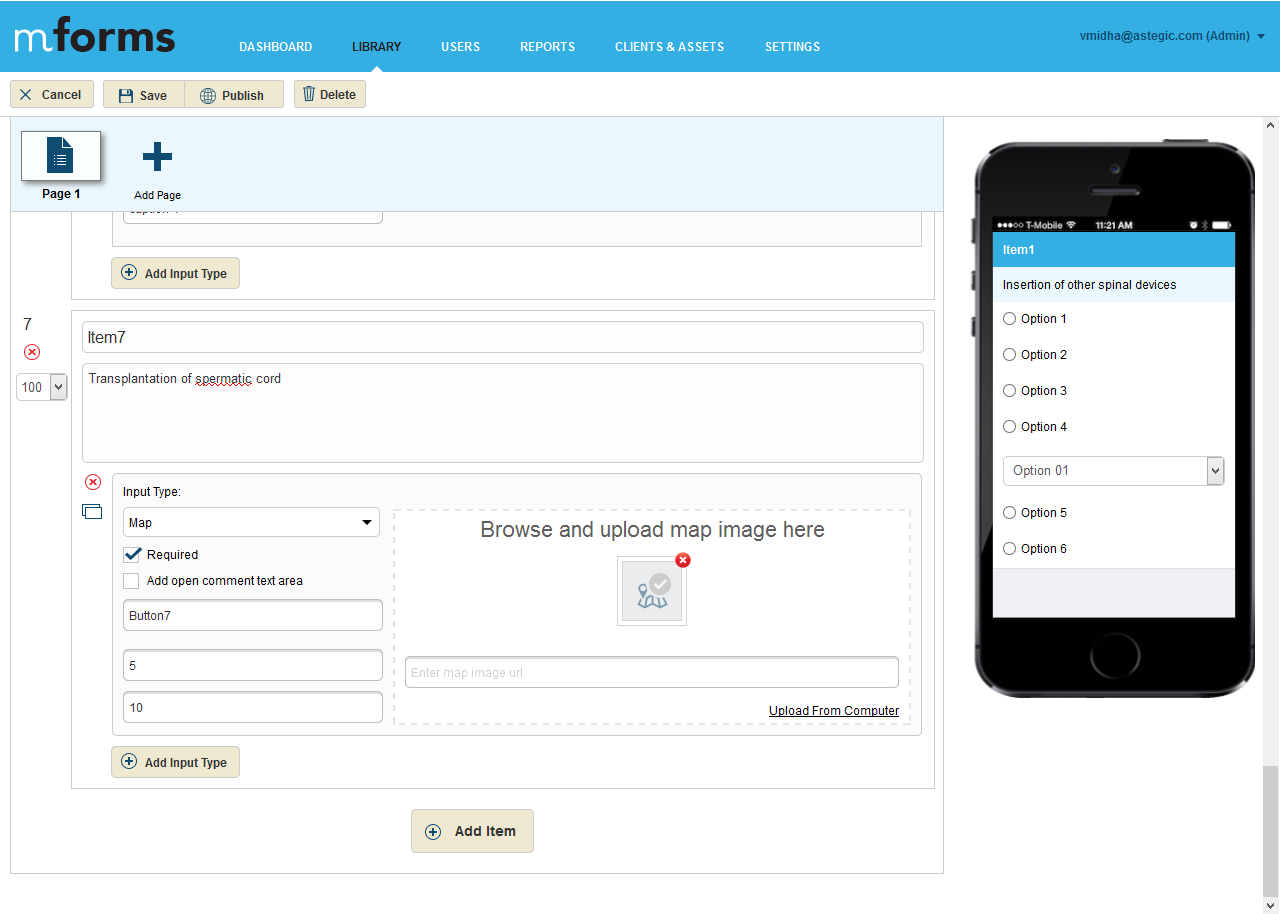 mforms
DASHBOARD LIBRARY USERS REPORTS CLIENTS & ASSETS SETTINGS
vmidha@astegic.com (Admin)
Cancel Save Publish Delete
Page 1 Add Page
Add Input Type
7
Item7
100
Transplantation of spermatic cord
Input Type:
Map
Required
Add open comment text area
Button7
5
10
Browse and upload map image here
Enter map image url
Upload From Computer
Add Input Type
Add Item
T-Mobile 11:21 AM
Item1
Insertion of other spinal devices
Option 1
Option 2
Option 3
Option 4
Option 01
Option 5
Option 6